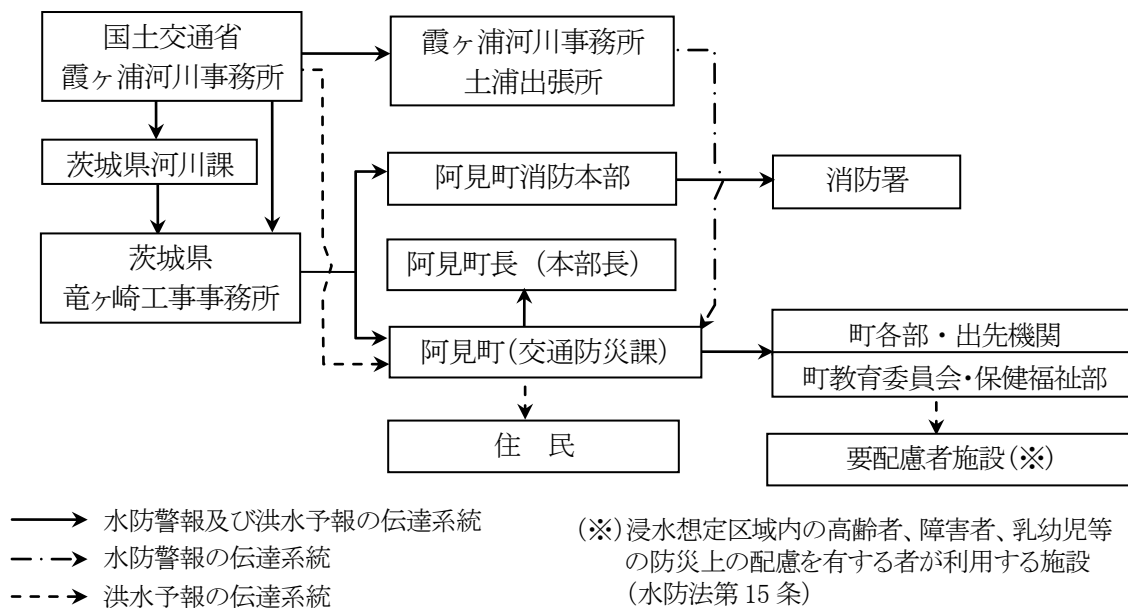 国土交通省
霞ヶ浦河川事務所
霞ヶ浦河川事務所
土浦出張所
茨城県河川課
阿見町消防本部
消防署
茨城県
竜ヶ崎工事事務所
阿見町長（本部長）
阿見町(交通防災課)
町各部・出先機関
町教育委員会・保健福祉部
住　民
要配慮者施設(※)
水防警報及び洪水予報の伝達系統
水防警報の伝達系統
洪水予報の伝達系統
(※)浸水想定区域内の高齢者、障害者、乳幼児等
の防災上の配慮を有する者が利用する施設
(水防法第 15 条)